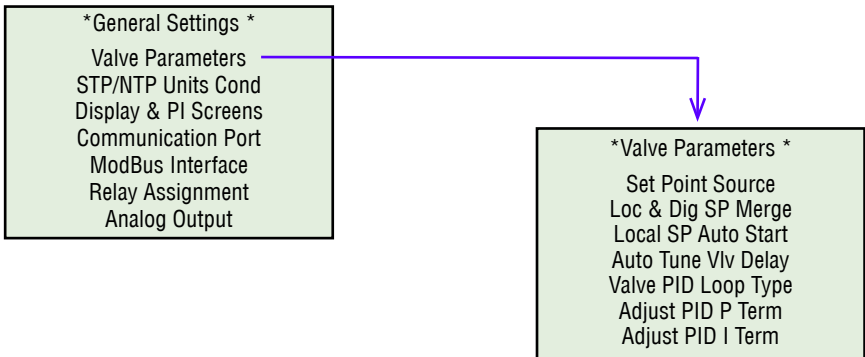 *General Settings *
Valve Parameters
STP/NTP Units Cond
Display & PI Screens
Communication Port
ModBus Interface
Relay Assignment
Analog Output
*Valve Parameters *
Set Point Source
Loc & Dig SP Merge
Local SP Auto Start
Auto Tune Vlv Delay
Valve PID Loop Type
Adjust PID P Term
Adjust PID I Term